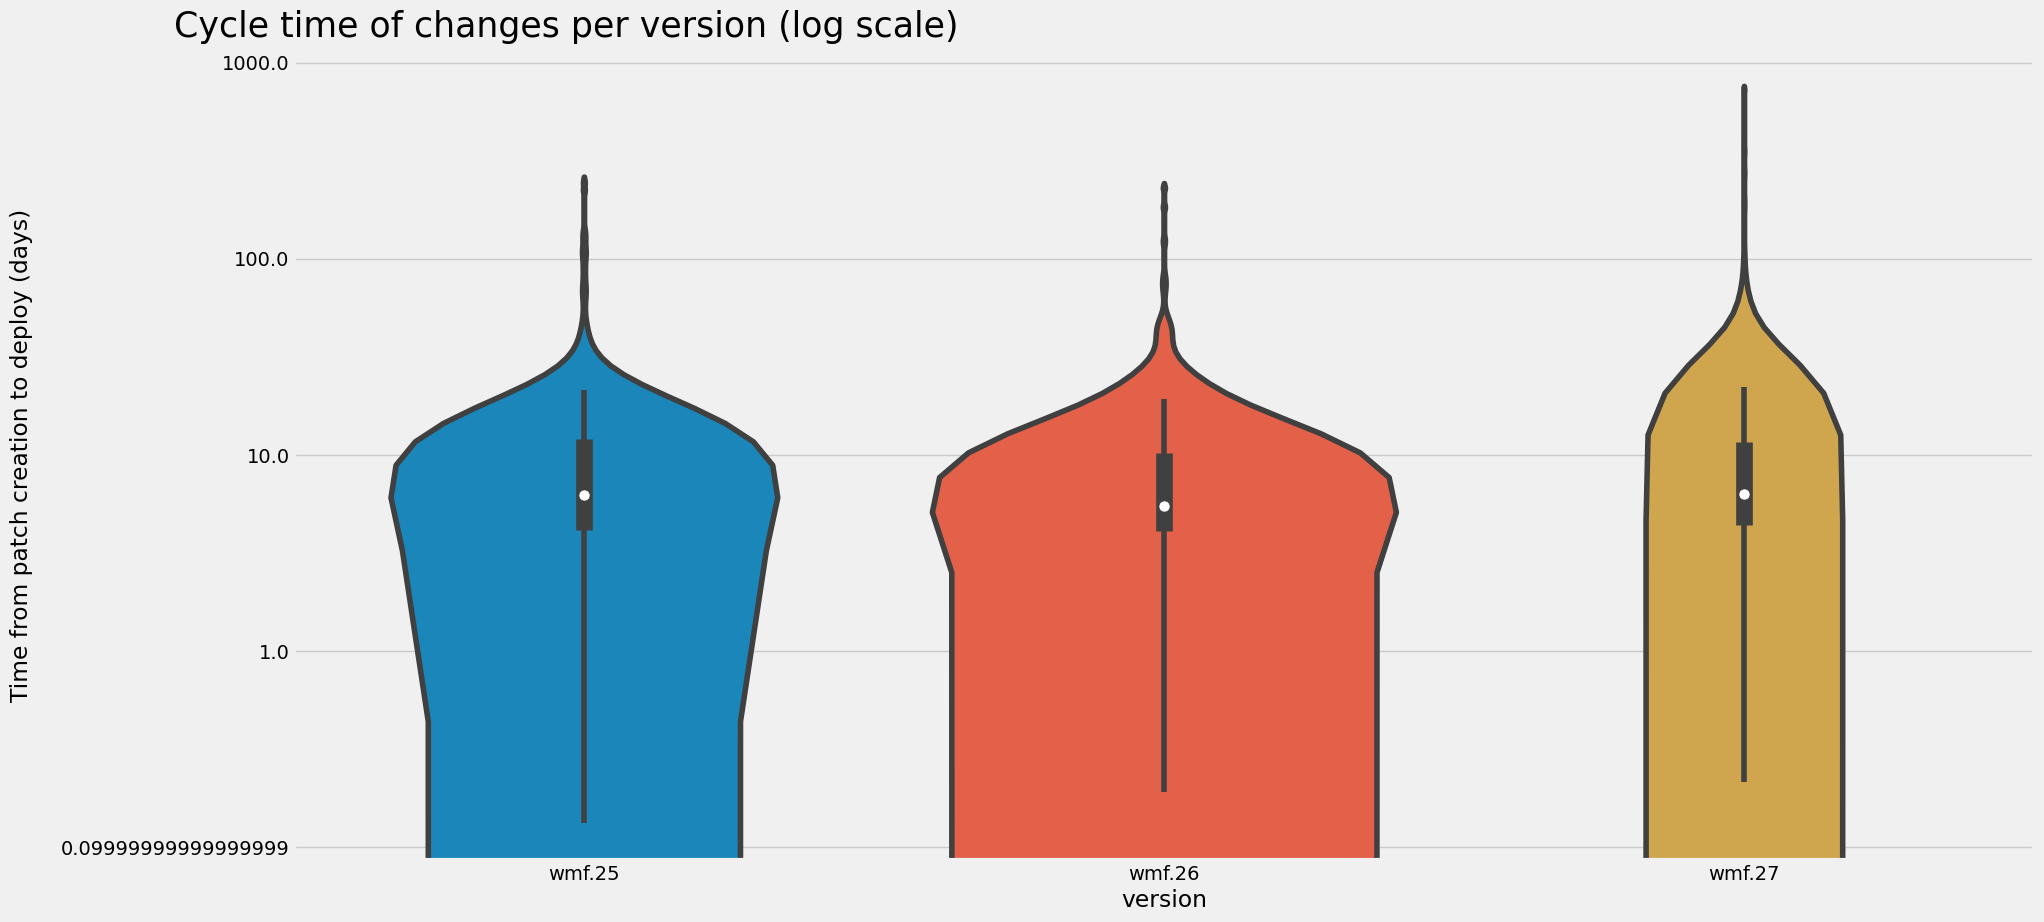 Cycle time of changes per version (log scale)
Time from patch creation to deploy (days)
1000.0
100.0
10.0
1.0
0.09999999999999999
wmf.25
wmf.26
wmf.27
version